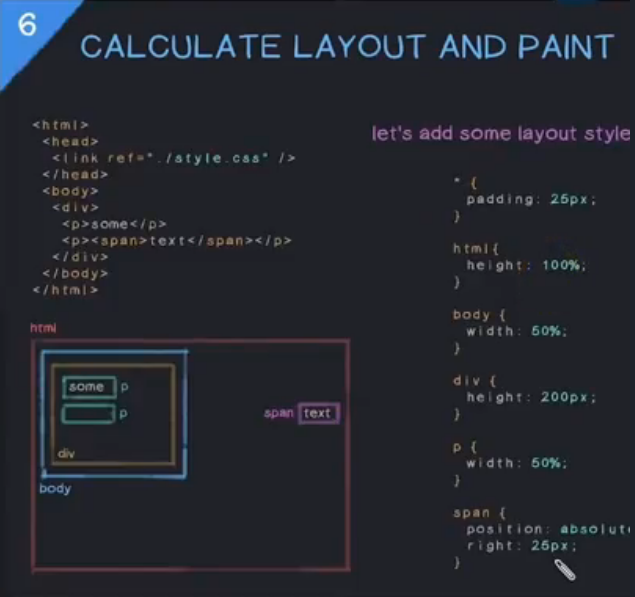 6
CALCULATE LAYOUT AND PAINT
<html>
<head>
<link ref="./style.css" />
</head>
<body>
<div>
<p>some</p>
<p><span>text</span></p>
</div>
</body>
</html>
let's add some layout style
* {
padding: 25px;
}
html{
height: 100%;
}
body {
width: 50%;
}
div {
height: 200px;
}
p {
width: 50%;
}
span {
position: absolut
right: 25px;
}
html
some p
p
span text
div
body